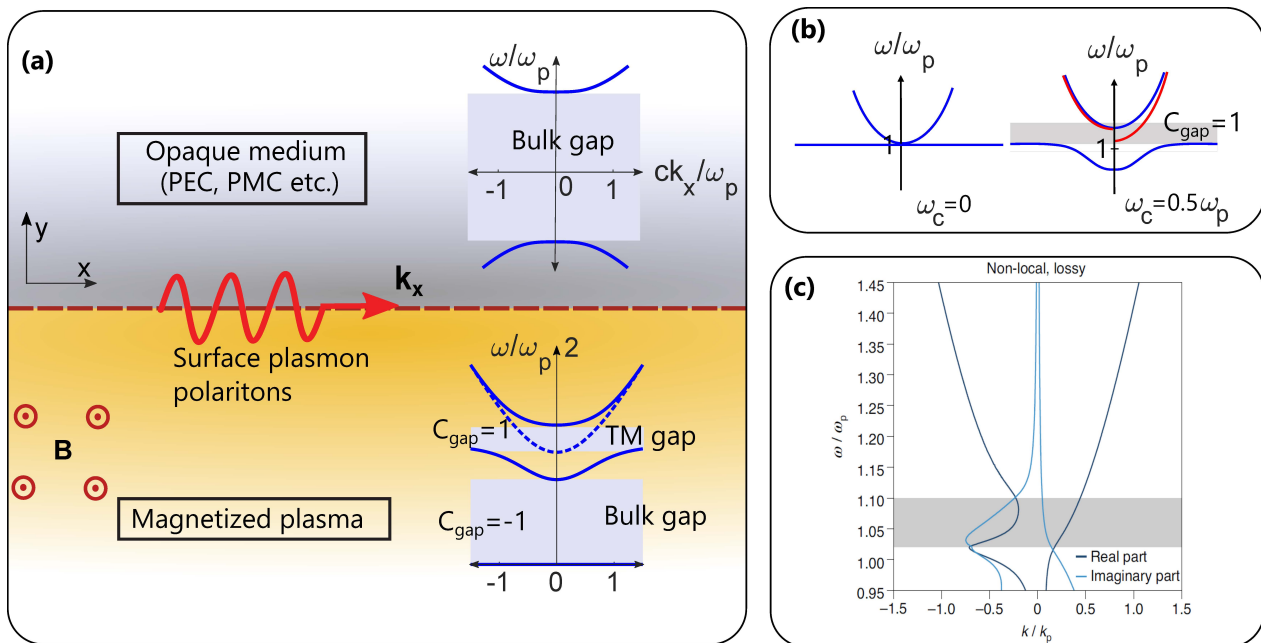 (a)
ω/ωp
Bulk gap
ckx/ωp
-1 0 1
Opaque medium
(PEC, PMC etc.)
y
x
kx
Surface plasmon
polaritons
B
Magnetized plasma
ω/ωp 2
Cgap=1
TM gap
Cgap=-1
Bulk gap
-1 0 1
(b)
ω/ωp
1
ωc=0
ω/ωp
Cgap=1
1
ωc=0.5ωp
(c)
Non-local, lossy
1.45
1.40
1.35
1.30
1.25
1.20
1.15
1.10
1.05
1.00
0.95
ω / ωp
Real part
Imaginary part
−1.5 −1.0 −0.5 0 0.5 1.0 1.5
k / kp